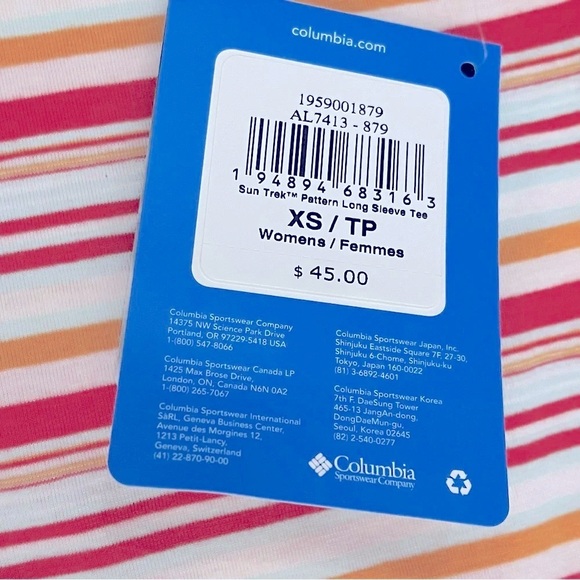 columbia.com
1959001879
AL7413 - 879
1 94894 68316 3
Sun Trek™ Pattern Long Sleeve Tee
XS / TP
Womens / Femmes
$ 45.00
Columbia Sportswear Company
14375 NW Science Park Drive
Portland, OR 97229-5418 USA
1-(800) 547-8066
Columbia Sportswear Canada LP
1425 Max Brose Drive,
London, ON, Canada N6N 0A2
1-(800) 265-7067
Columbia Sportswear International
SàRL, Geneva Business Center,
Avenue des Morgines 12,
1213 Petit-Lancy,
Geneva, Switzerland
(41) 22-870-90-00
Columbia Sportswear Japan, Inc.
Shinjuku Eastside Square 7F. 27-30,
Shinjuku 6-Chome, Shinjuku-ku
Tokyo, Japan 160-0022
(81) 3-6892-4601
Columbia Sportswear Korea
7th F. DaeSung Tower
465-13 JangAn-dong,
DongDaeMun-gu,
Seoul, Korea 02645
(82) 2-540-0277
Columbia
Sportswear Company